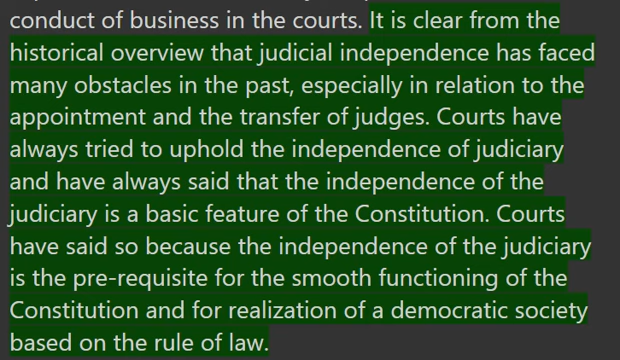 conduct of business in the courts. It is clear from the
historical overview that judicial independence has faced
many obstacles in the past, especially in relation to the
appointment and the transfer of judges. Courts have
always tried to uphold the independence of judiciary
and have always said that the independence of the
judiciary is a basic feature of the Constitution. Courts
have said so because the independence of the judiciary
is the pre-requisite for the smooth functioning of the
Constitution and for realization of a democratic society
based on the rule of law.